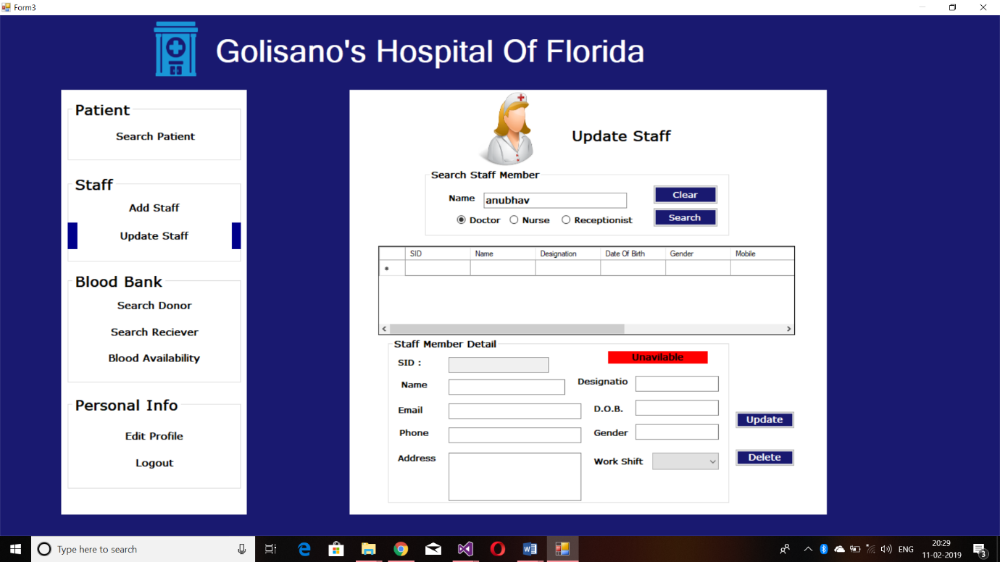 Form3
Golisano's Hospital Of Florida
Patient
Search Patient
Staff
Add Staff
Update Staff
Blood Bank
Search Donor
Search Reciever
Blood Availability
Personal Info
Edit Profile
Logout
Update Staff
Search Staff Member
Name anubhav
Clear
Doctor Nurse Receptionist
Search
SID Name Designation Date Of Birth Gender Mobile
Staff Member Detail
SID :
Unavilable
Name
Designatio
Email
D.O.B.
Phone
Gender
Address
Work Shift
Update
Delete
Type here to search
ENG
20:29
11-02-2019
3